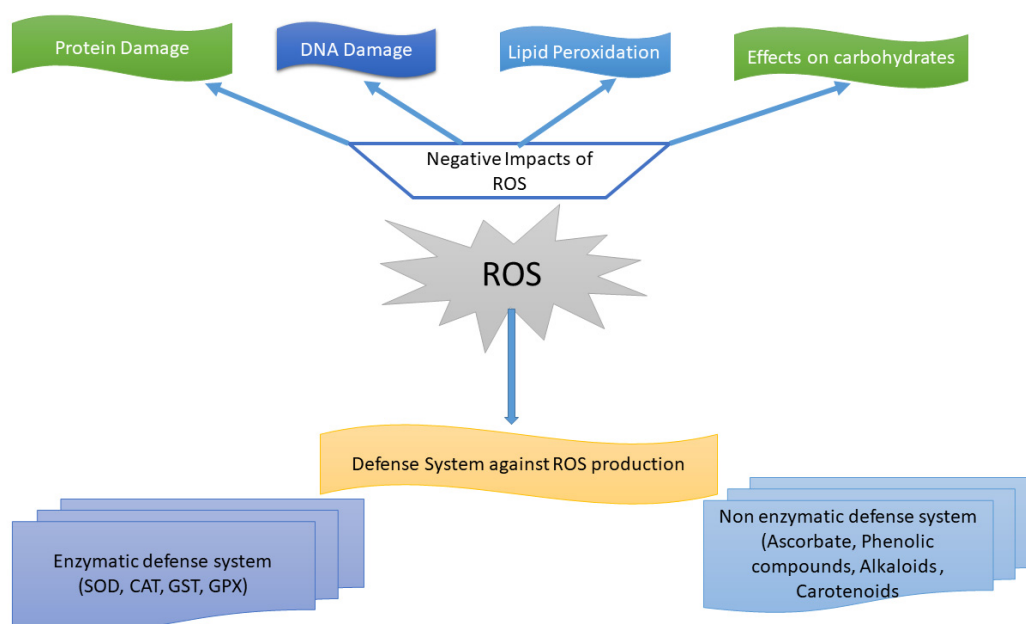 Protein Damage
DNA Damage
Lipid Peroxidation
Effects on carbohydrates
Negative Impacts of
ROS
ROS
Defense System against ROS production
Enzymatic defense system
(SOD, CAT, GST, GPX)
Non enzymatic defense system
(Ascorbate, Phenolic
compounds, Alkaloids,
Carotenoids